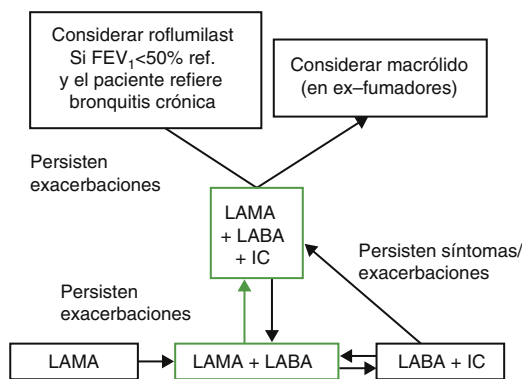 Considerar roflumilast
Si FEV₁<50% ref.
y el paciente refiere
bronquitis crónica
Considerar macrólido
(en ex–fumadores)
Persisten
exacerbaciones
LAMA
+ LABA
+ IC
Persisten síntomas/
exacerbaciones
Persisten
exacerbaciones
LAMA
LAMA + LABA
LABA + IC